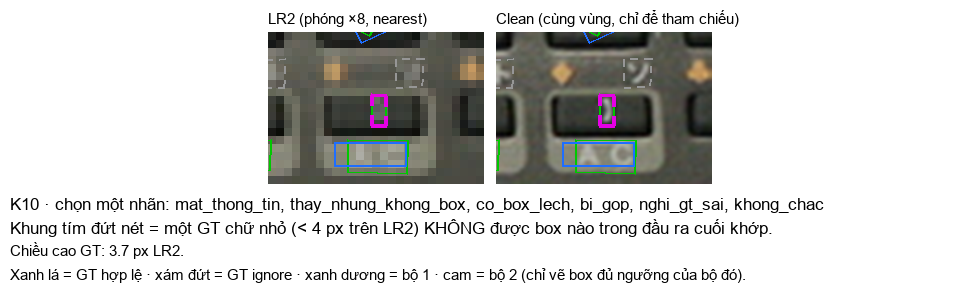 LR2 (phóng ×8, nearest)
Clean (cùng vùng, chỉ để tham chiếu)
ン
)
A C
K10 · chọn một nhãn: mat_thong_tin, thay_nhung_khong_box, co_box_lech, bi_gop, nghi_gt_sai, khong_chac
Khung tím đứt nét = một GT chữ nhỏ (< 4 px trên LR2) KHÔNG được box nào trong đầu ra cuối khớp.
Chiều cao GT: 3.7 px LR2.
Xanh lá = GT hợp lệ · xám đứt = GT ignore · xanh dương = bộ 1 · cam = bộ 2 (chỉ vẽ box đủ ngưỡng của bộ đó).